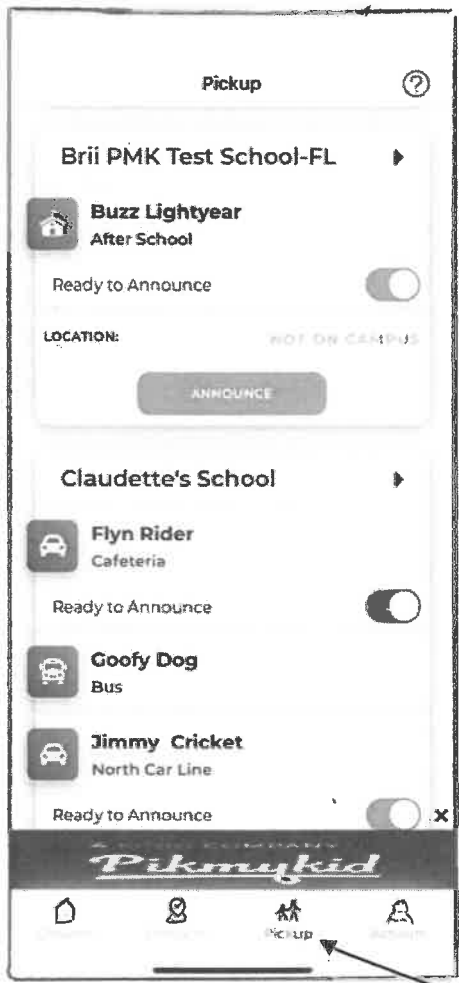 Pickup
Brii PMK Test School-FL
Buzz Lightyear
After School
Ready to Announce
LOCATION: NOT ON CAMPUS
ANNOUNCE
Claudette's School
Flyn Rider
Cafeteria
Ready to Announce
Goofy Dog
Bus
Jimmy Cricket
North Car Line
Ready to Announce
COMPANY
Pikmykid
Pickup